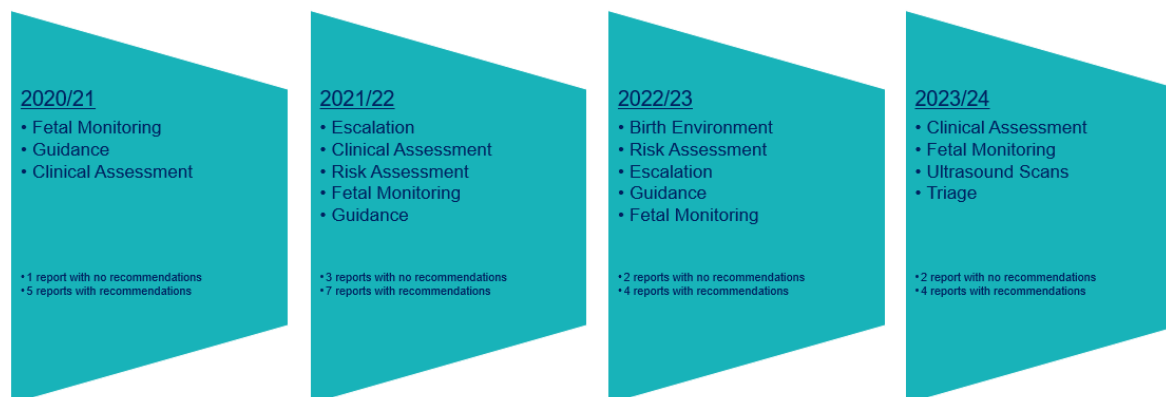 2020/21
• Fetal Monitoring
• Guidance
• Clinical Assessment
• 1 report with no recommendations
• 5 reports with recommendations
2021/22
• Escalation
• Clinical Assessment
• Risk Assessment
• Fetal Monitoring
• Guidance
• 3 reports with no recommendations
• 7 reports with recommendations
2022/23
• Birth Environment
• Risk Assessment
• Escalation
• Guidance
• Fetal Monitoring
• 2 reports with no recommendations
• 4 reports with recommendations
2023/24
• Clinical Assessment
• Fetal Monitoring
• Ultrasound Scans
• Triage
• 2 report with no recommendations
• 4 reports with recommendations